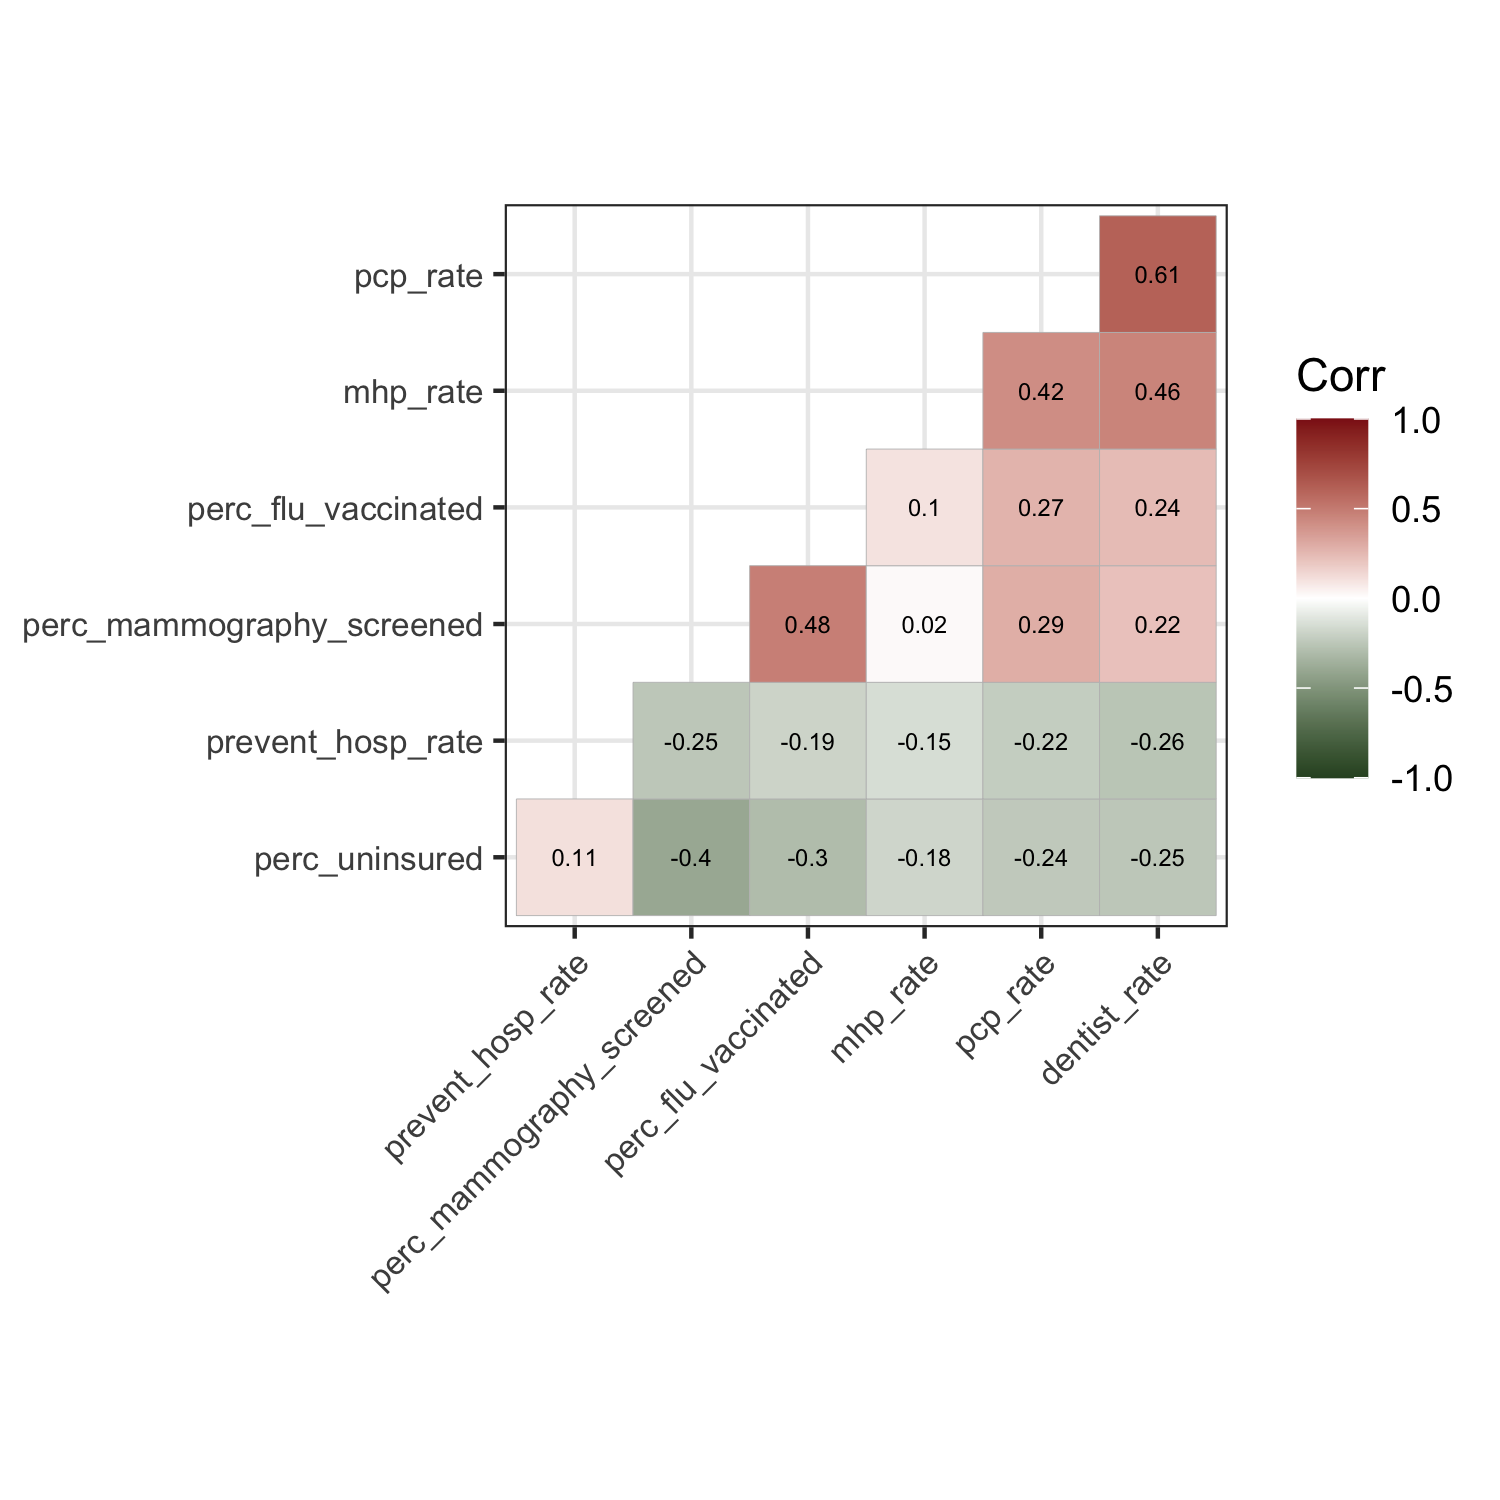 pcp_rate
0.61
mhp_rate
0.42 0.46
perc_flu_vaccinated
0.1 0.27 0.24
perc_mammography_screened
0.48 0.02 0.29 0.22
prevent_hosp_rate
-0.25 -0.19 -0.15 -0.22 -0.26
perc_uninsured
0.11 -0.4 -0.3 -0.18 -0.24 -0.25
prevent_hosp_rate
perc_mammography_screened
perc_flu_vaccinated
mhp_rate
pcp_rate
dentist_rate
Corr
1.0
0.5
0.0
-0.5
-1.0